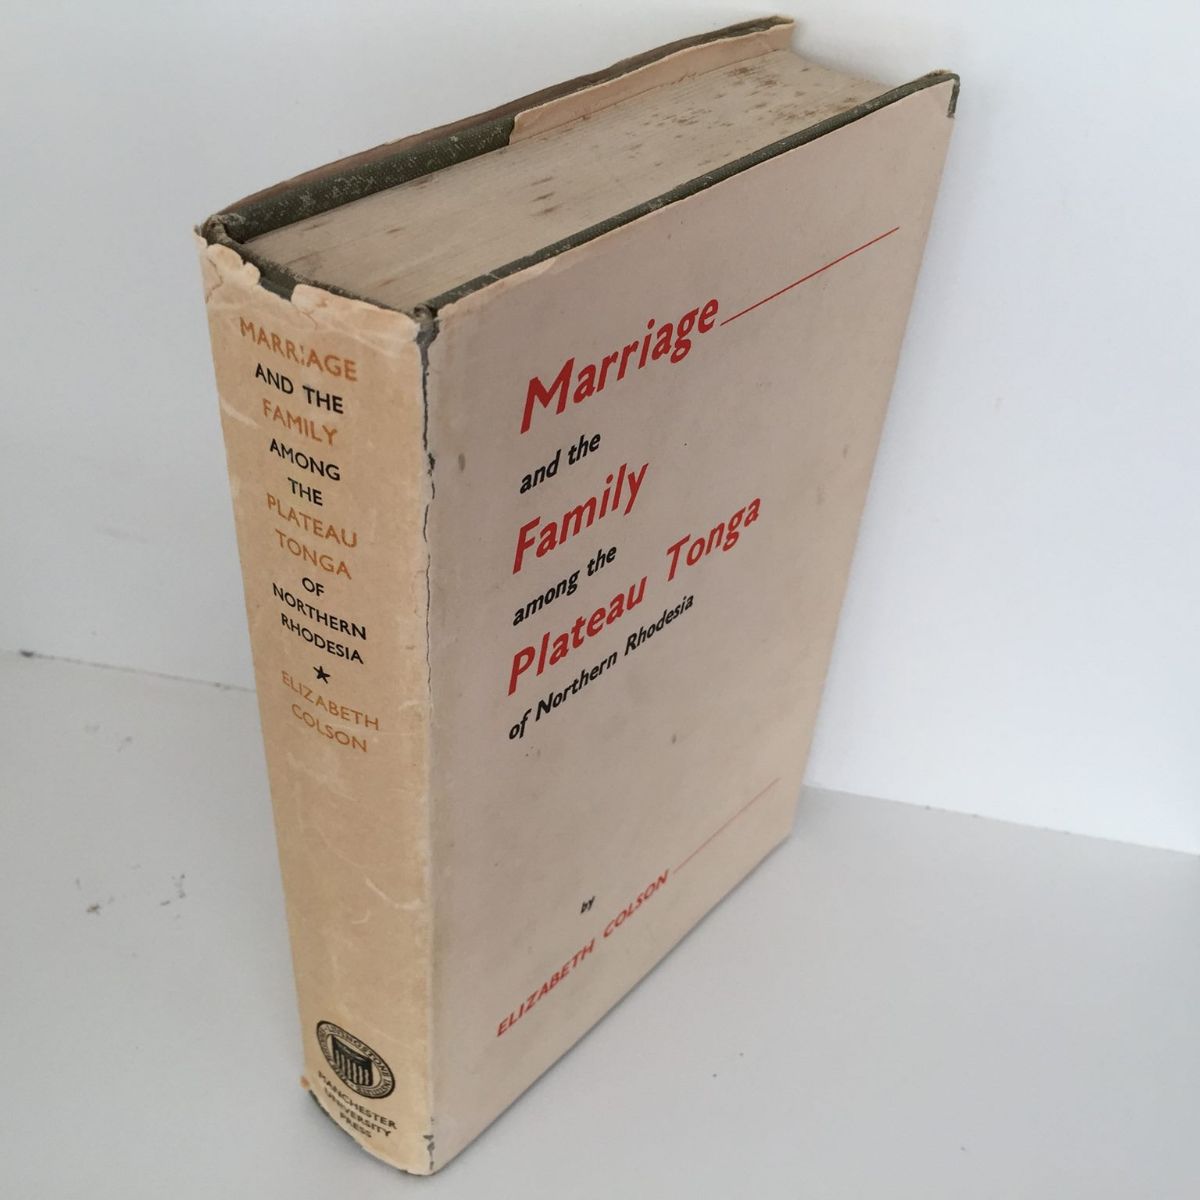 MARRIAGE
AND THE
FAMILY
AMONG
THE
PLATEAU
TONGA
OF
NORTHERN
RHODESIA
★
ELIZABETH
COLSON
MANCHESTER
UNIVERSITY
PRESS
Marriage
and the
Family
among the
Plateau Tonga
of Northern Rhodesia
by
ELIZABETH COLSON